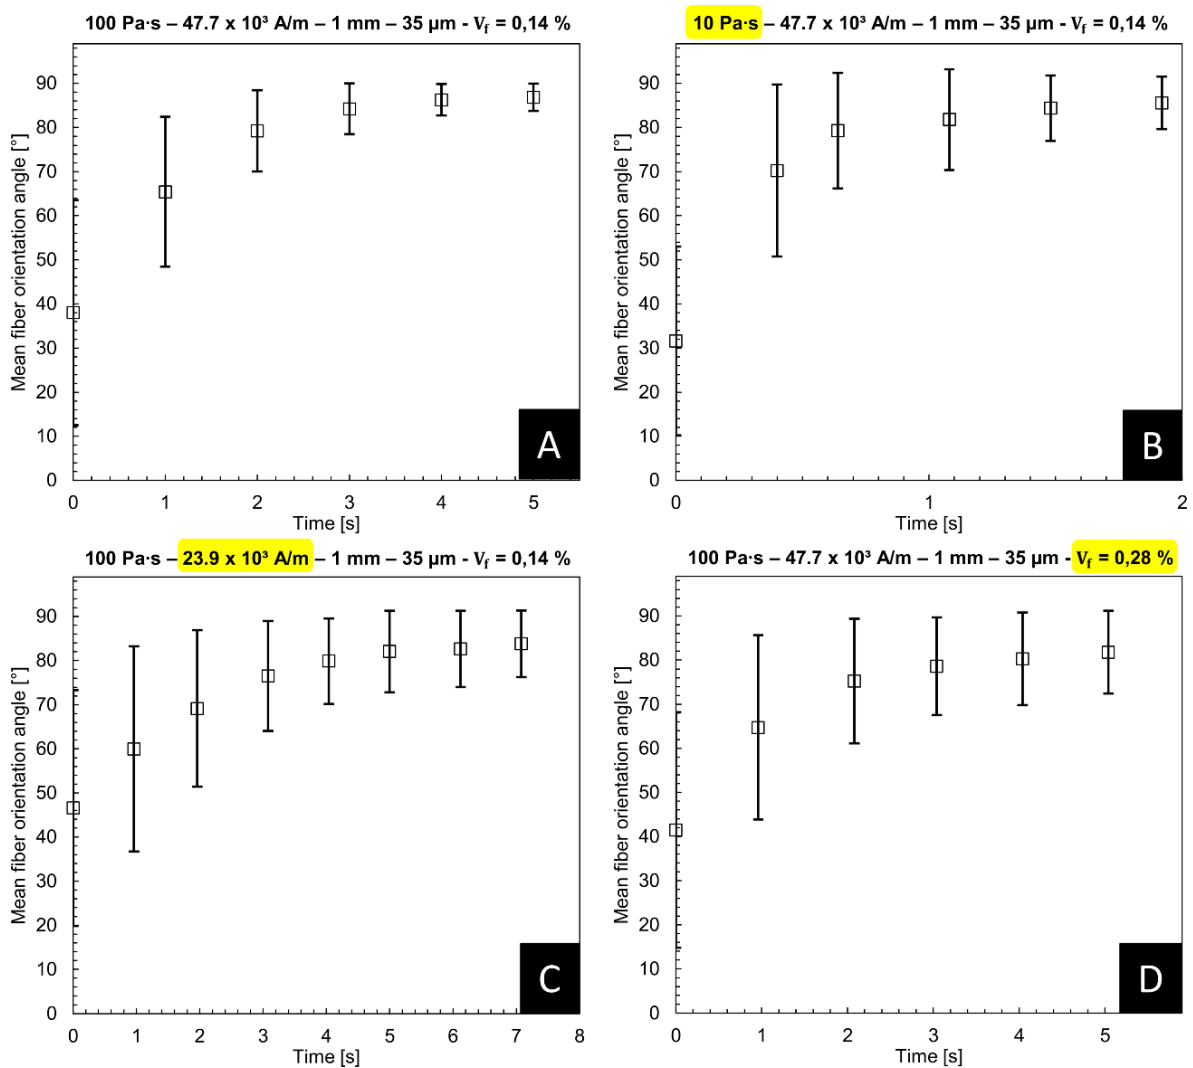 100 Pa·s – 47.7 x 10³ A/m – 1 mm – 35 µm - V_f = 0,14 %
Mean fiber orientation angle [°]
90
80
70
60
50
40
30
20
10
0
0 1 2 3 4 5
Time [s]
A
10 Pa·s – 47.7 x 10³ A/m – 1 mm – 35 µm - V_f = 0,14 %
Mean fiber orientation angle [°]
90
80
70
60
50
40
30
20
10
0
0 1 2
Time [s]
B
100 Pa·s – 23.9 x 10³ A/m – 1 mm – 35 µm - V_f = 0,14 %
Mean fiber orientation angle [°]
90
80
70
60
50
40
30
20
10
0
0 1 2 3 4 5 6 7 8
Time [s]
C
100 Pa·s – 47.7 x 10³ A/m – 1 mm – 35 µm - V_f = 0,28 %
Mean fiber orientation angle [°]
90
80
70
60
50
40
30
20
10
0
0 1 2 3 4 5
Time [s]
D